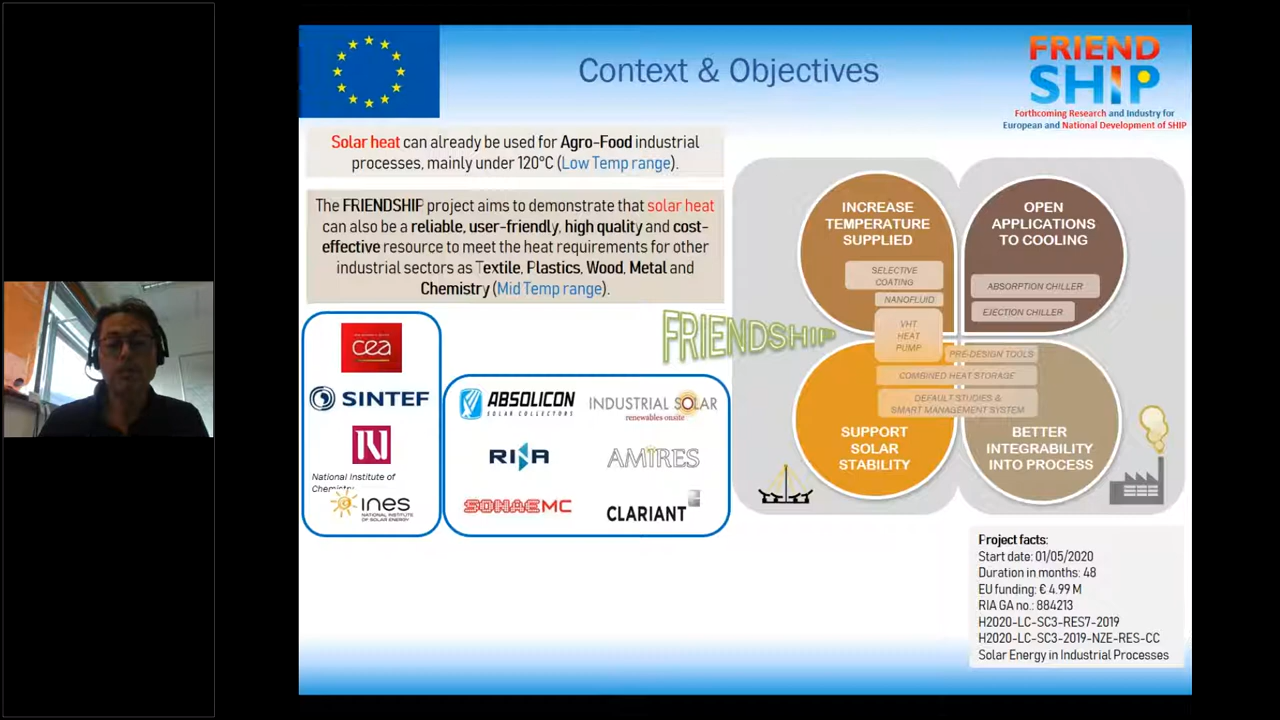 Context & Objectives
FRIEND
SHIP
Forthcoming Research and Industry for
European and National Development of SHIP
Solar heat can already be used for Agro-Food industrial
processes, mainly under 120°C (Low Temp range).
The FRIENDSHIP project aims to demonstrate that solar heat
can also be a reliable, user-friendly, high quality and cost-
effective resource to meet the heat requirements for other
industrial sectors as Textile, Plastics, Wood, Metal and
Chemistry (Mid Temp range).
cea
SINTEF
National Institute of
Chemistry
ines
NATIONAL INSTITUTE
OF SOLAR ENERGY
ABSOLICON
SOLAR COLLECTORS
INDUSTRIAL SOLAR
renewables onsite
RINA
AMIRES
SONAE MC
CLARIANT
FRIENDSHIP
INCREASE
TEMPERATURE
SUPPLIED
SELECTIVE
COATING
NANOFLUID
VHT
HEAT
PUMP
OPEN
APPLICATIONS
TO COOLING
ABSORPTION CHILLER
EJECTION CHILLER
PRE-DESIGN TOOLS
COMBINED HEAT STORAGE
DEFAULT STUDIES &
SMART MANAGEMENT SYSTEM
SUPPORT
SOLAR
STABILITY
BETTER
INTEGRABILITY
INTO PROCESS
Project facts:
Start date: 01/05/2020
Duration in months: 48
EU funding: € 4.99 M
RIA GA no.: 884213
H2020-LC-SC3-RES7-2019
H2020-LC-SC3-2019-NZE-RES-CC
Solar Energy in Industrial Processes